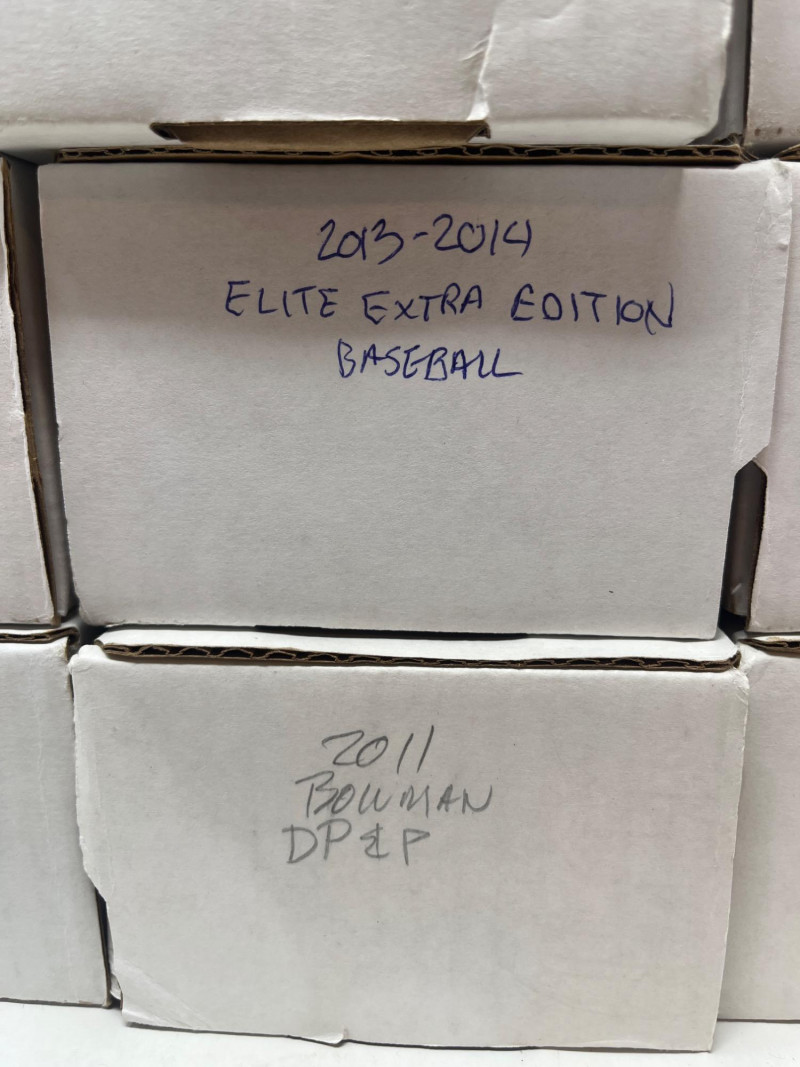 2013-2014
ELITE EXTRA EDITION
BASEBALL
2011
BOWMAN
DP&P